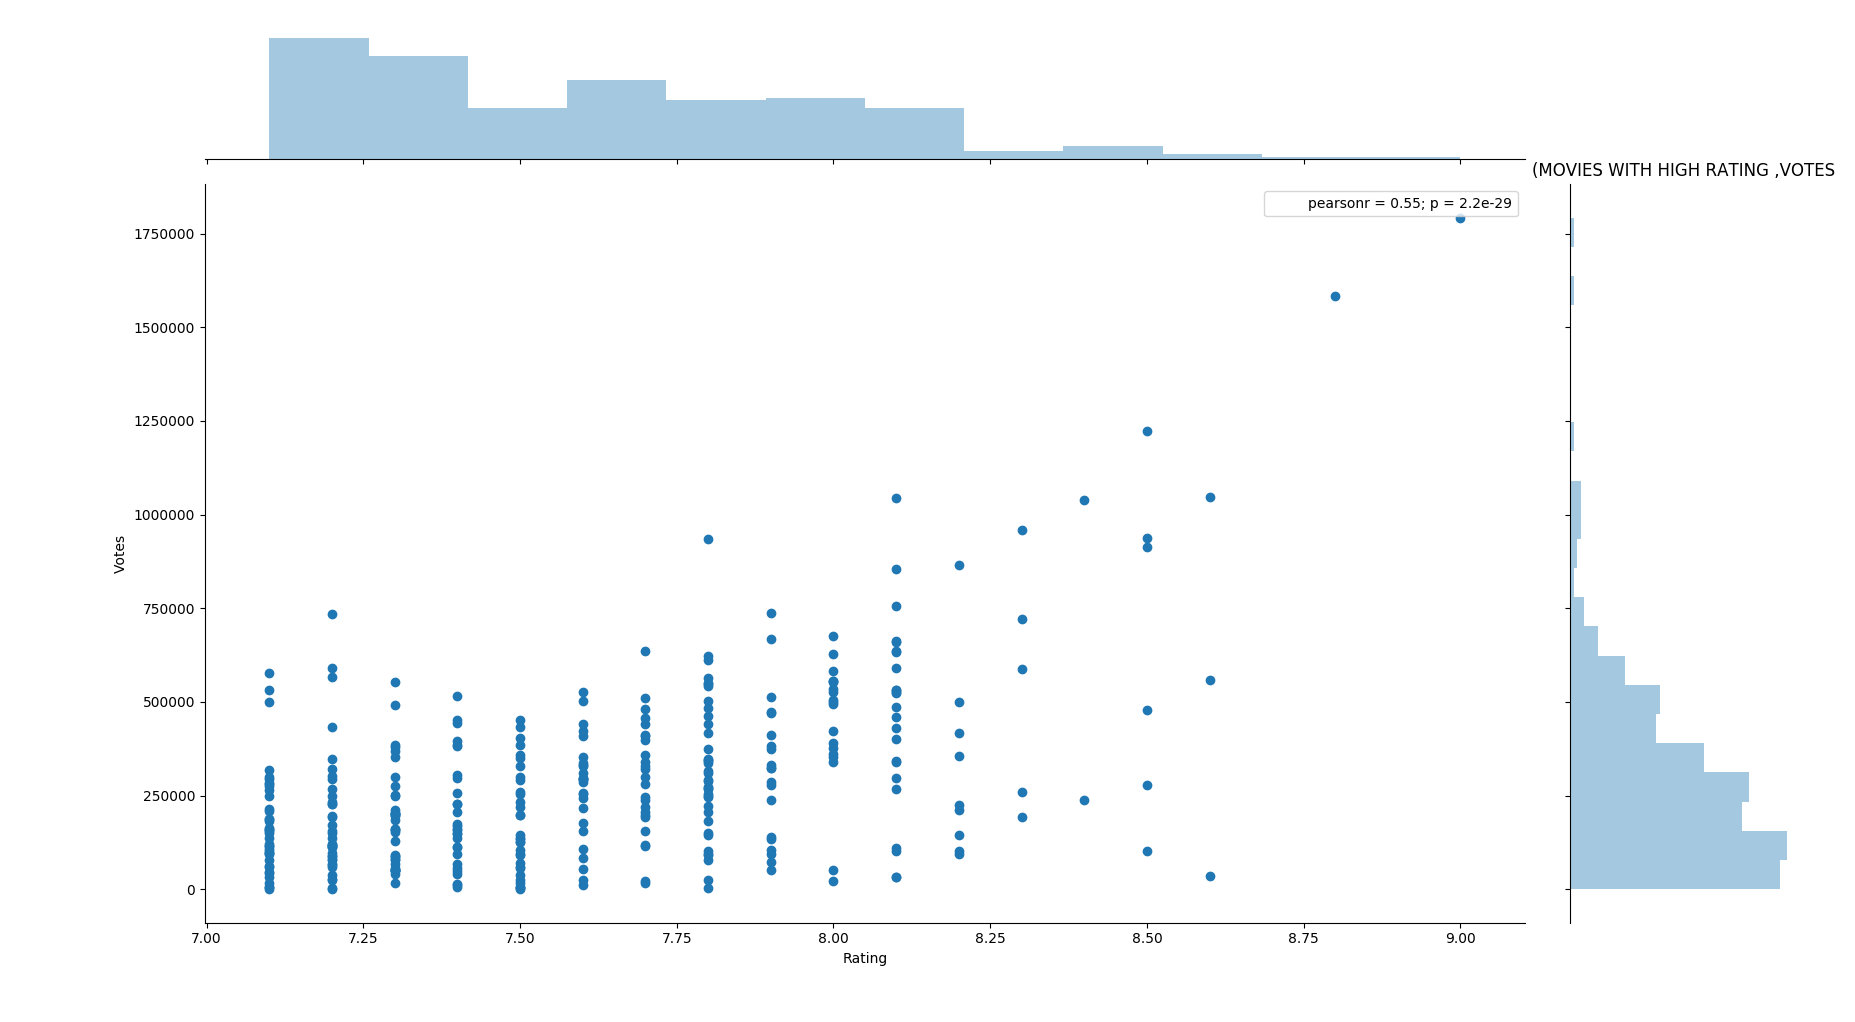 (MOVIES WITH HIGH RATING ,VOTES
pearsonr = 0.55; p = 2.2e-29
1750000
1500000
1250000
1000000
750000
500000
250000
0
Votes
7.00 7.25 7.50 7.75 8.00 8.25 8.50 8.75 9.00
Rating